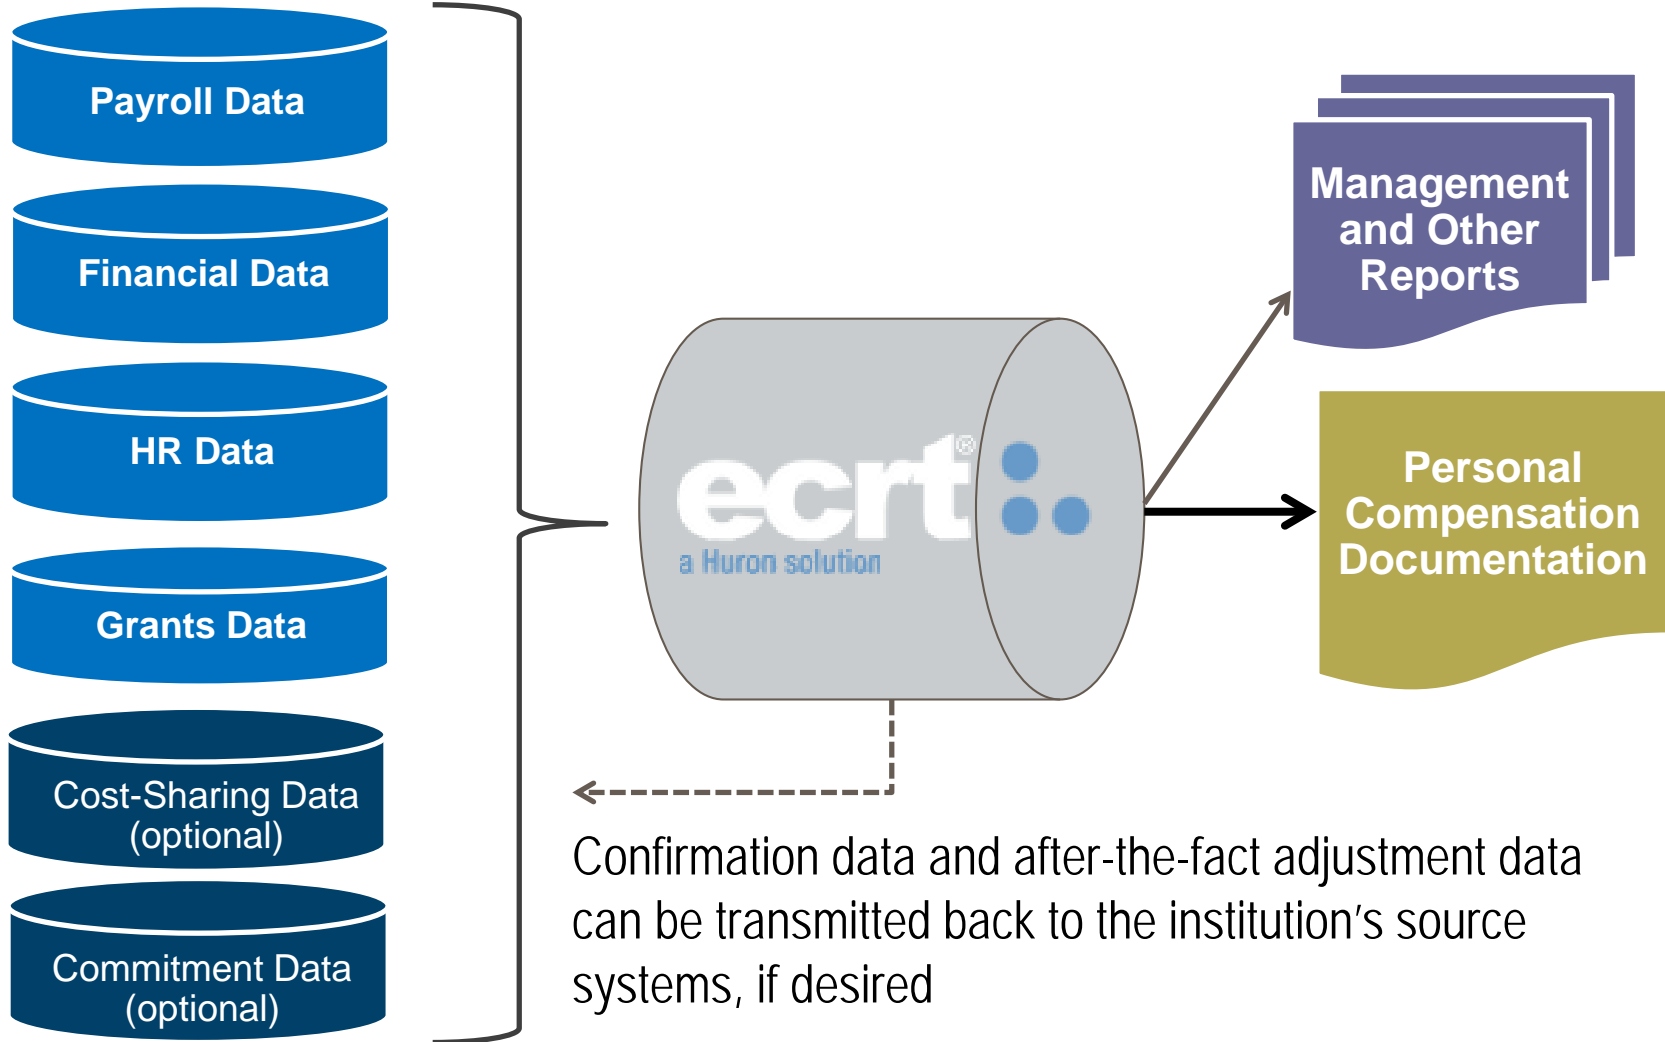 Payroll Data
Financial Data
HR Data
Grants Data
Cost-Sharing Data
(optional)
Commitment Data
(optional)
ecrt®
a Huron solution
Management
and Other
Reports
Personal
Compensation
Documentation
Confirmation data and after-the-fact adjustment data
can be transmitted back to the institution's source
systems, if desired